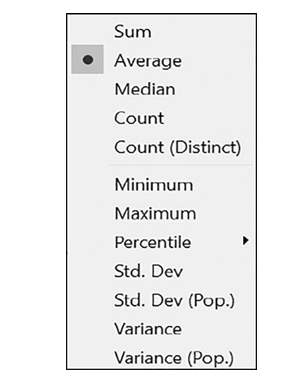 Sum
Average
Median
Count
Count (Distinct)
Minimum
Maximum
Percentile
Std. Dev
Std. Dev (Pop.)
Variance
Variance (Pop.)